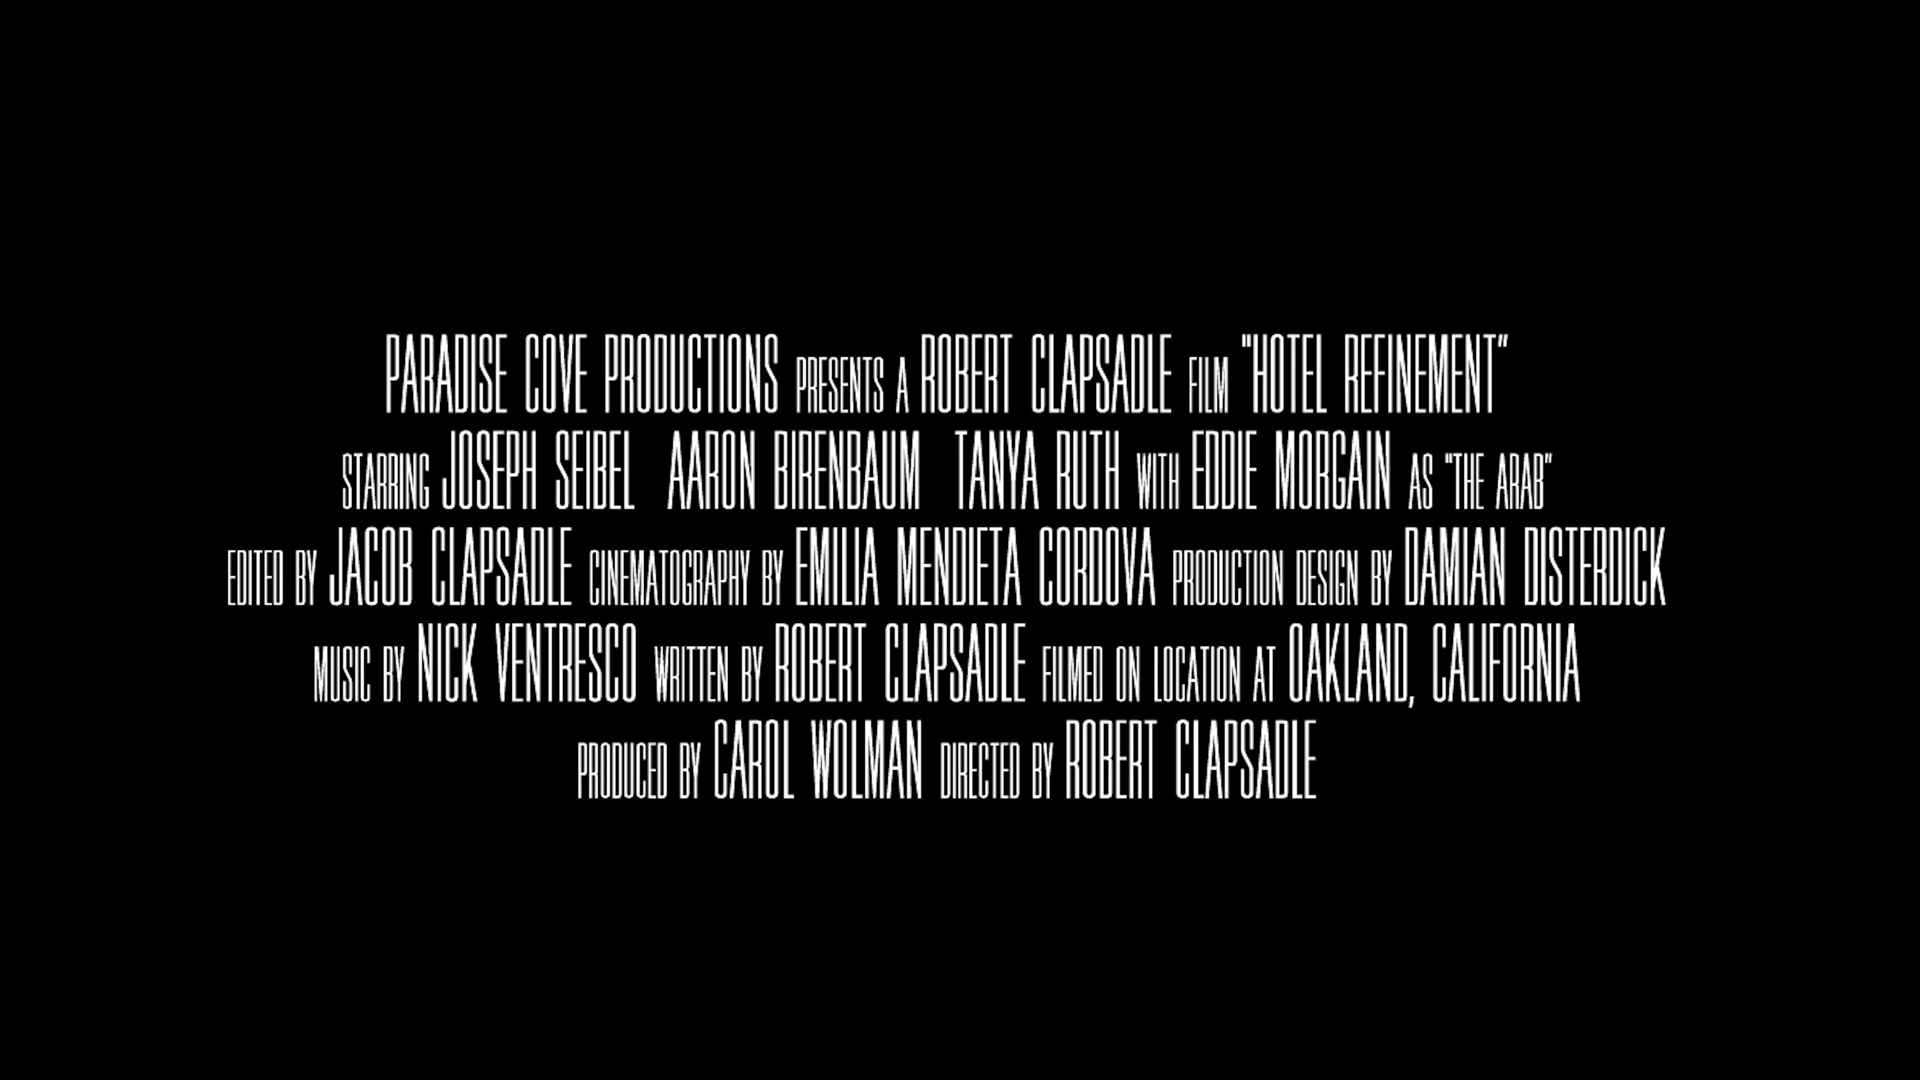 PARADISE COVE PRODUCTIONS PRESENTS A ROBERT CLAPSADLE FILM "HOTEL REFINEMENT"
STARRING JOSEPH SEIBEL AARON BIRENBAUM TANYA RUTH WITH EDDIE MORGAIN AS "THE ARAB"
EDITED BY JACOB CLAPSADLE CINEMATOGRAPHY BY EMILIA MENDIETA CORDOVA PRODUCTION DESIGN BY DAMIAN DISTERDICK
MUSIC BY NICK VENTRESCO WRITTEN BY ROBERT CLAPSADLE FILMED ON LOCATION AT OAKLAND, CALIFORNIA
PRODUCED BY CAROL WOLMAN DIRECTED BY ROBERT CLAPSADLE